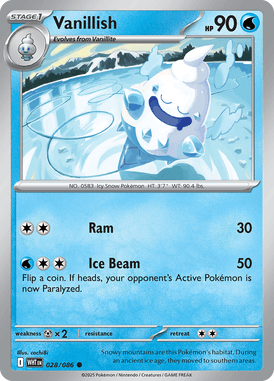 STAGE 1
Vanillish
HP 90
Evolves from Vanillite
NO. 0583 Icy Snow Pokémon HT: 3'7" WT: 90.4 lbs.
Ram 30
Ice Beam 50
Flip a coin. If heads, your opponent's Active Pokémon is
now Paralyzed.
weakness ×2 resistance retreat
Illus. rochi8i
Snowy mountains are this Pokémon's habitat. During
an ancient ice age, they moved to southern areas.
I WHT EN 028/086
©2025 Pokémon / Nintendo / Creatures / GAME FREAK